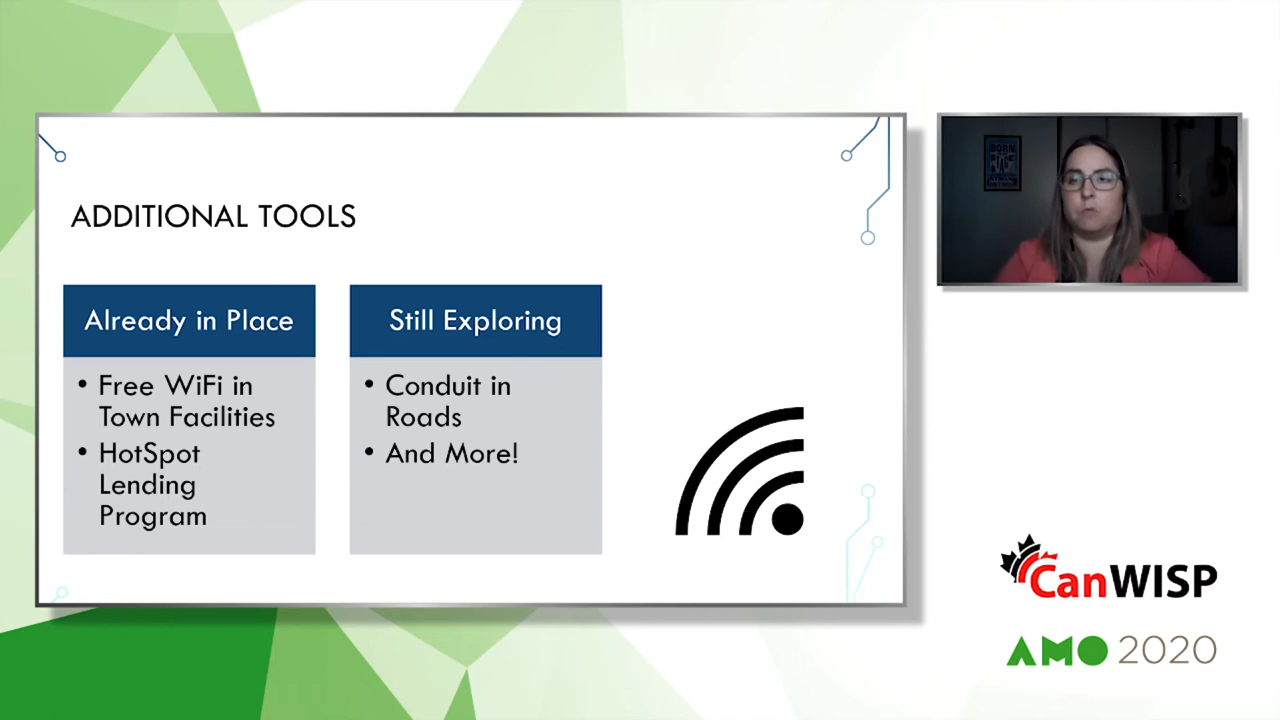 ADDITIONAL TOOLS
Already in Place
• Free WiFi in
Town Facilities
• HotSpot
Lending
Program
Still Exploring
• Conduit in
Roads
• And More!
BORN
CanWISP
AMO 2020